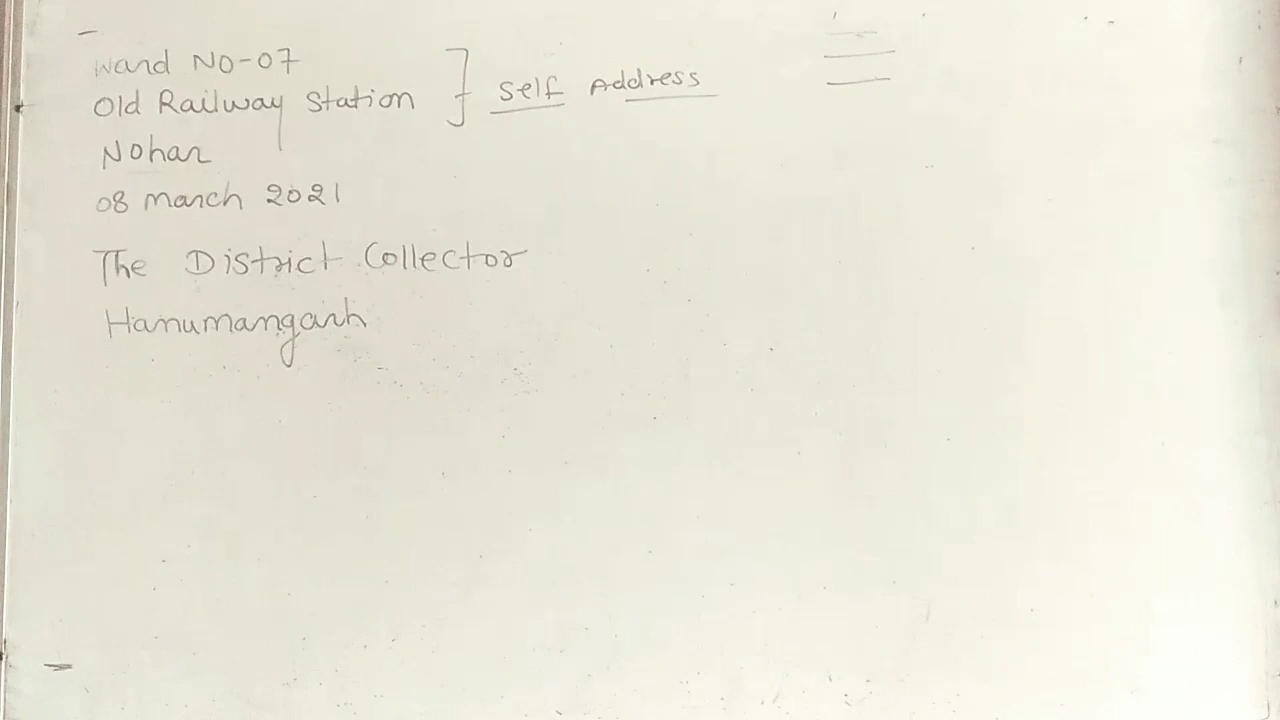 Ward No-07
Old Railway Station } Self Address
Nohar
08 March 2021
The District Collector
Hanumangarh